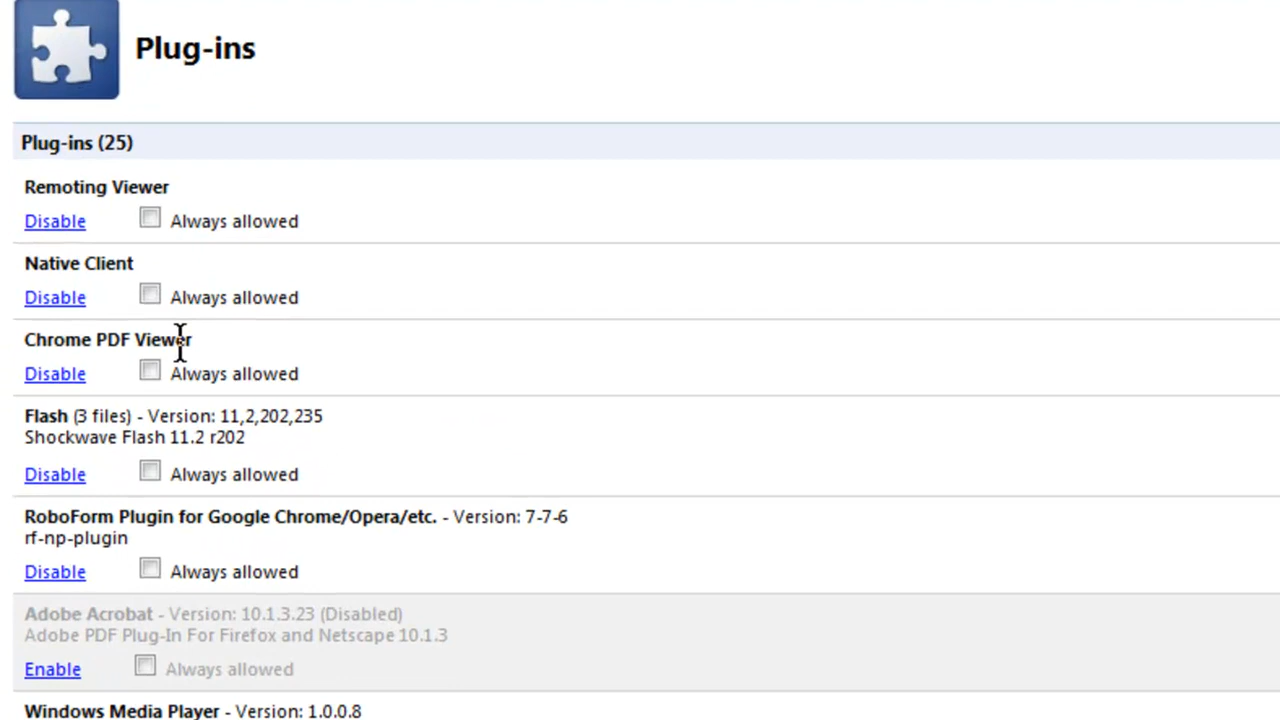 Plug-ins
Plug-ins (25)
Remoting Viewer
Disable Always allowed
Native Client
Disable Always allowed
Chrome PDF Viewer
Disable Always allowed
Flash (3 files) - Version: 11,2,202,235
Shockwave Flash 11.2 r202
Disable Always allowed
RoboForm Plugin for Google Chrome/Opera/etc. - Version: 7-7-6
rf-np-plugin
Disable Always allowed
Adobe Acrobat - Version: 10.1.3.23 (Disabled)
Adobe PDF Plug-In For Firefox and Netscape 10.1.3
Enable Always allowed
Windows Media Player - Version: 1.0.0.8